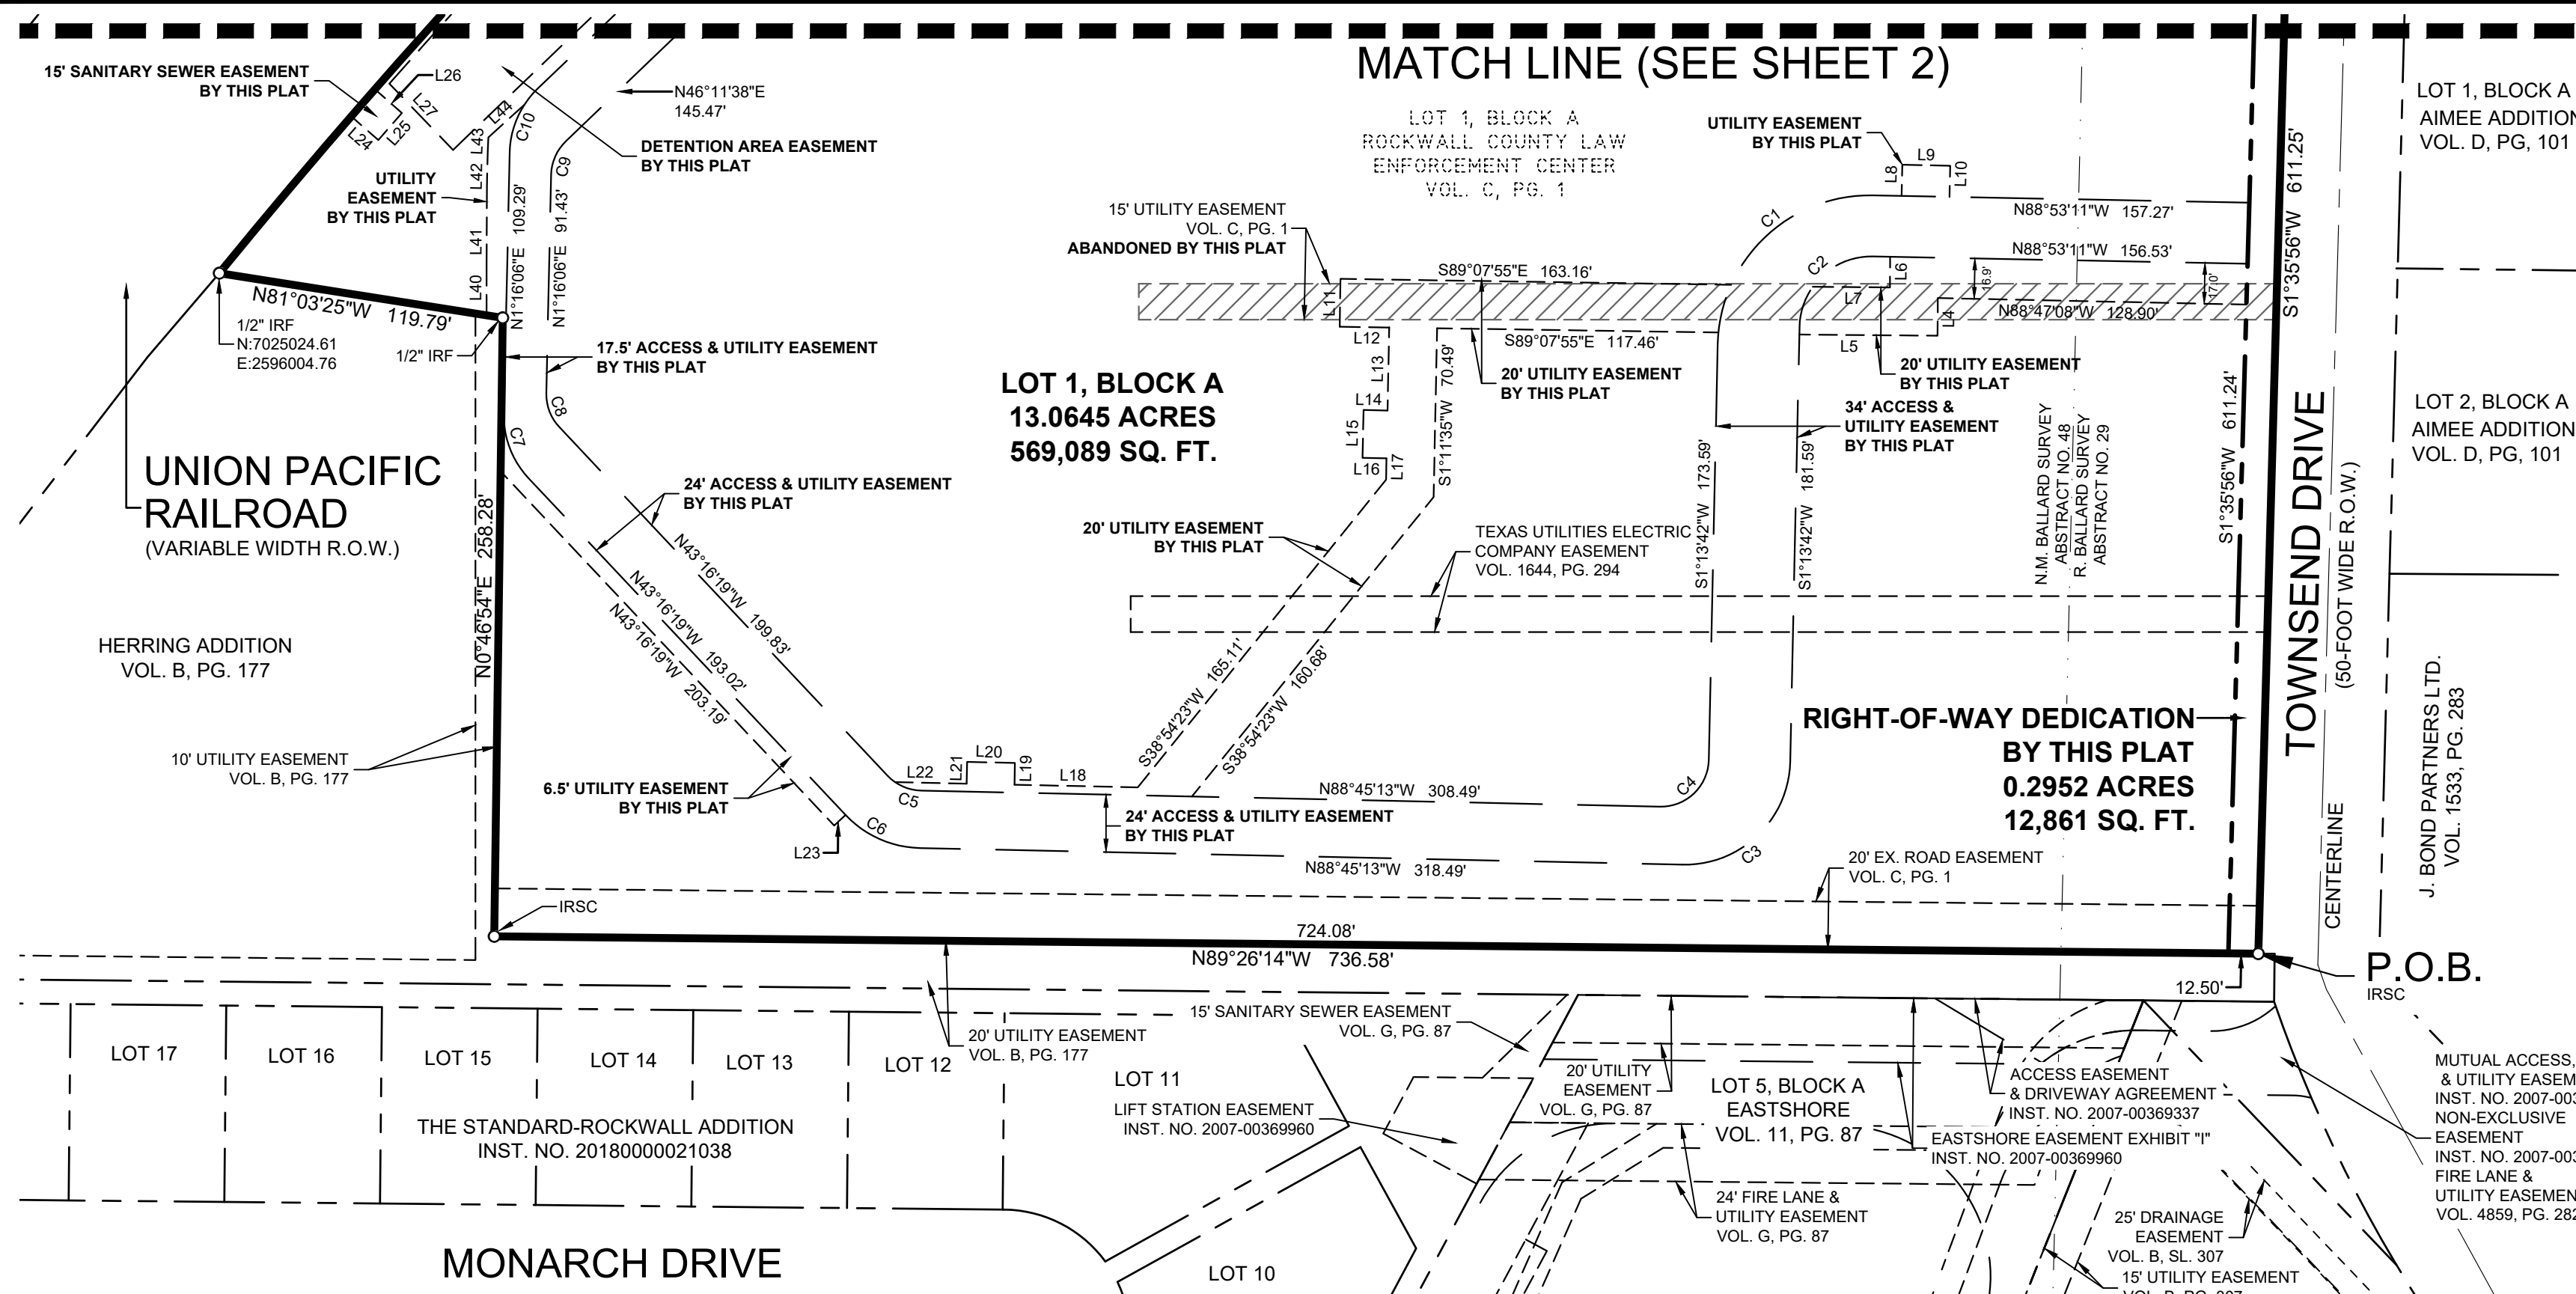 MATCH LINE (SEE SHEET 2)
15' SANITARY SEWER EASEMENT
BY THIS PLAT
L26
L27
L24
L25
L44
L43
L42
L41
L40
C10
C9
N46°11'38"E
145.47'
DETENTION AREA EASEMENT
BY THIS PLAT
UTILITY
EASEMENT
BY THIS PLAT
N1°16'06"E 109.29'
N1°16'06"E 91.43'
N81°03'25"W 119.79'
1/2" IRF
N:7025024.61
E:2596004.76
1/2" IRF
17.5' ACCESS & UTILITY EASEMENT
BY THIS PLAT
UNION PACIFIC
RAILROAD
(VARIABLE WIDTH R.O.W.)
HERRING ADDITION
VOL. B, PG. 177
10' UTILITY EASEMENT
VOL. B, PG. 177
N0°46'54"E 258.28'
C7
C8
24' ACCESS & UTILITY EASEMENT
BY THIS PLAT
N43°16'19"W 199.83'
N43°16'19"W 193.02'
N43°16'19"W 203.19'
6.5' UTILITY EASEMENT
BY THIS PLAT
L23
IRSC
LOT 1, BLOCK A
ROCKWALL COUNTY LAW
ENFORCEMENT CENTER
VOL. C, PG. 1
UTILITY EASEMENT
BY THIS PLAT
L8
L9
L10
15' UTILITY EASEMENT
VOL. C, PG. 1
ABANDONED BY THIS PLAT
C1
C2
N88°53'11"W 157.27'
N88°53'11"W 156.53'
S89°07'55"E 163.16'
L11
L6
L7
L4
L5
16.9'
17.0'
N88°47'08"W 128.90'
L12
L13
L14
L15
L16
L17
S1°11'35"W 70.49'
S89°07'55"E 117.46'
20' UTILITY EASEMENT
BY THIS PLAT
20' UTILITY EASEMENT
BY THIS PLAT
34' ACCESS &
UTILITY EASEMENT
BY THIS PLAT
LOT 1, BLOCK A
13.0645 ACRES
569,089 SQ. FT.
20' UTILITY EASEMENT
BY THIS PLAT
TEXAS UTILITIES ELECTRIC
COMPANY EASEMENT
VOL. 1644, PG. 294
S1°13'42"W 173.59'
S1°13'42"W 181.59'
N.M. BALLARD SURVEY
ABSTRACT NO. 48
R. BALLARD SURVEY
ABSTRACT NO. 29
S38°54'23"W 165.11'
S38°54'23"W 160.68'
L22
L21
L20
L19
L18
C5
C6
N88°45'13"W 308.49'
C4
C3
24' ACCESS & UTILITY EASEMENT
BY THIS PLAT
N88°45'13"W 318.49'
RIGHT-OF-WAY DEDICATION
BY THIS PLAT
0.2952 ACRES
12,861 SQ. FT.
20' EX. ROAD EASEMENT
VOL. C, PG. 1
724.08'
N89°26'14"W 736.58'
12.50'
P.O.B.
IRSC
S1°35'56"W 611.25'
S1°35'56"W 611.24'
TOWNSEND DRIVE
(50-FOOT WIDE R.O.W.)
CENTERLINE
LOT 1, BLOCK A
AIMEE ADDITION
VOL. D, PG, 101
LOT 2, BLOCK A
AIMEE ADDITION
VOL. D, PG, 101
J. BOND PARTNERS LTD.
VOL. 1533, PG. 283
LOT 17
LOT 16
LOT 15
LOT 14
LOT 13
LOT 12
LOT 11
LOT 10
THE STANDARD-ROCKWALL ADDITION
INST. NO. 20180000021038
MONARCH DRIVE
20' UTILITY EASEMENT
VOL. B, PG. 177
15' SANITARY SEWER EASEMENT
VOL. G, PG. 87
LIFT STATION EASEMENT
INST. NO. 2007-00369960
20' UTILITY
EASEMENT
VOL. G, PG. 87
LOT 5, BLOCK A
EASTSHORE
VOL. 11, PG. 87
ACCESS EASEMENT
& DRIVEWAY AGREEMENT
INST. NO. 2007-00369337
EASTSHORE EASEMENT EXHIBIT "I"
INST. NO. 2007-00369960
24' FIRE LANE &
UTILITY EASEMENT
VOL. G, PG. 87
25' DRAINAGE
EASEMENT
VOL. B, SL. 307
15' UTILITY EASEMENT
MUTUAL ACCESS,
& UTILITY EASEM
INST. NO. 2007-003
NON-EXCLUSIVE
EASEMENT
INST. NO. 2007-003
FIRE LANE &
UTILITY EASEMEN
VOL. 4859, PG. 282